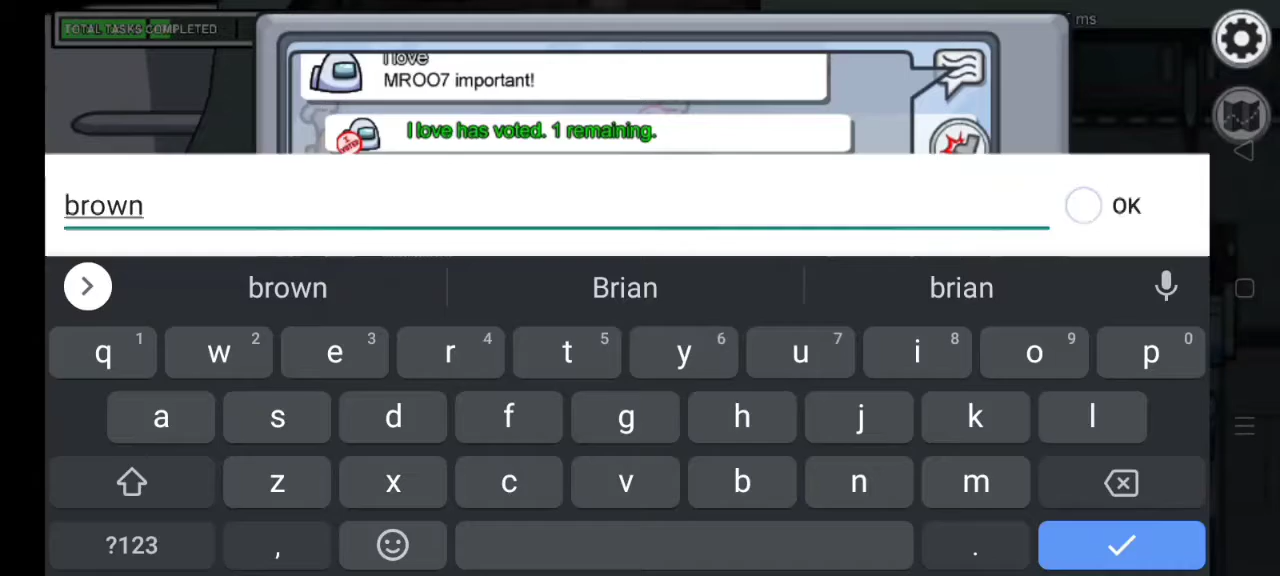 TOTAL TASKS COMPLETED
ms
I love
MROO7 important!
I love has voted. 1 remaining.
brown
OK
brown Brian brian
q 1 w 2 e 3 r 4 t 5 y 6 u 7 i 8 o 9 p 0
a s d f g h j k l
z x c v b n m
?123 , .